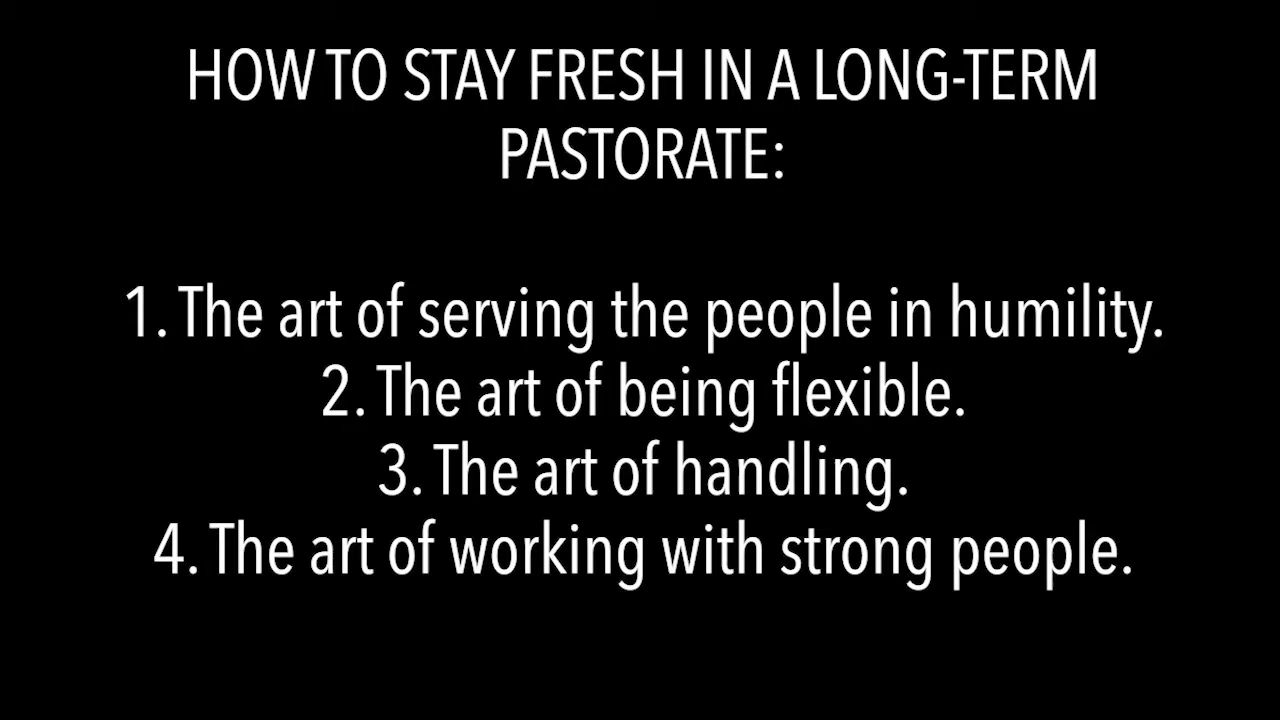 HOW TO STAY FRESH IN A LONG-TERM
PASTORATE:
1. The art of serving the people in humility.
2. The art of being flexible.
3. The art of handling.
4. The art of working with strong people.